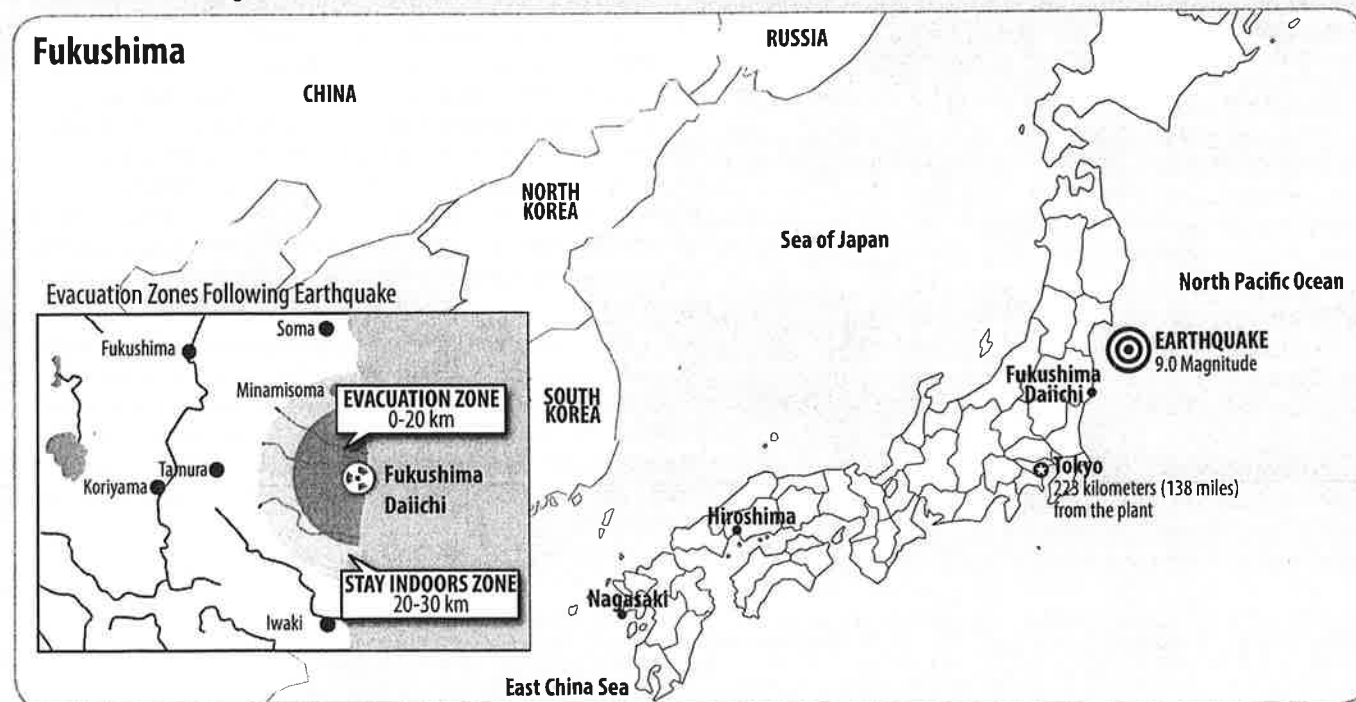 Fukushima
RUSSIA
CHINA
NORTH
KOREA
Sea of Japan
North Pacific Ocean
EARTHQUAKE
9.0 Magnitude
Fukushima
Daiichi
SOUTH
KOREA
Tokyo
223 kilometers (138 miles)
from the plant
Hiroshima
Nagasaki
East China Sea
Evacuation Zones Following Earthquake
Soma
Fukushima
Minamisoma
EVACUATION ZONE
0-20 km
Tamura
Koriyama
Fukushima
Daiichi
STAY INDOORS ZONE
20-30 km
Iwaki